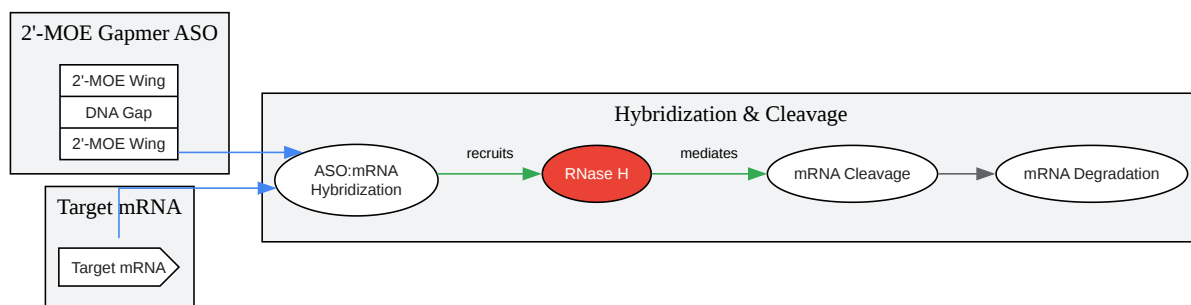 2'-MOE Gapmer ASO
2'-MOE Wing
DNA Gap
2'-MOE Wing
Target mRNA
Target mRNA
Hybridization & Cleavage
ASO:mRNA
Hybridization
recruits
RNase H
mediates
mRNA Cleavage
mRNA Degradation